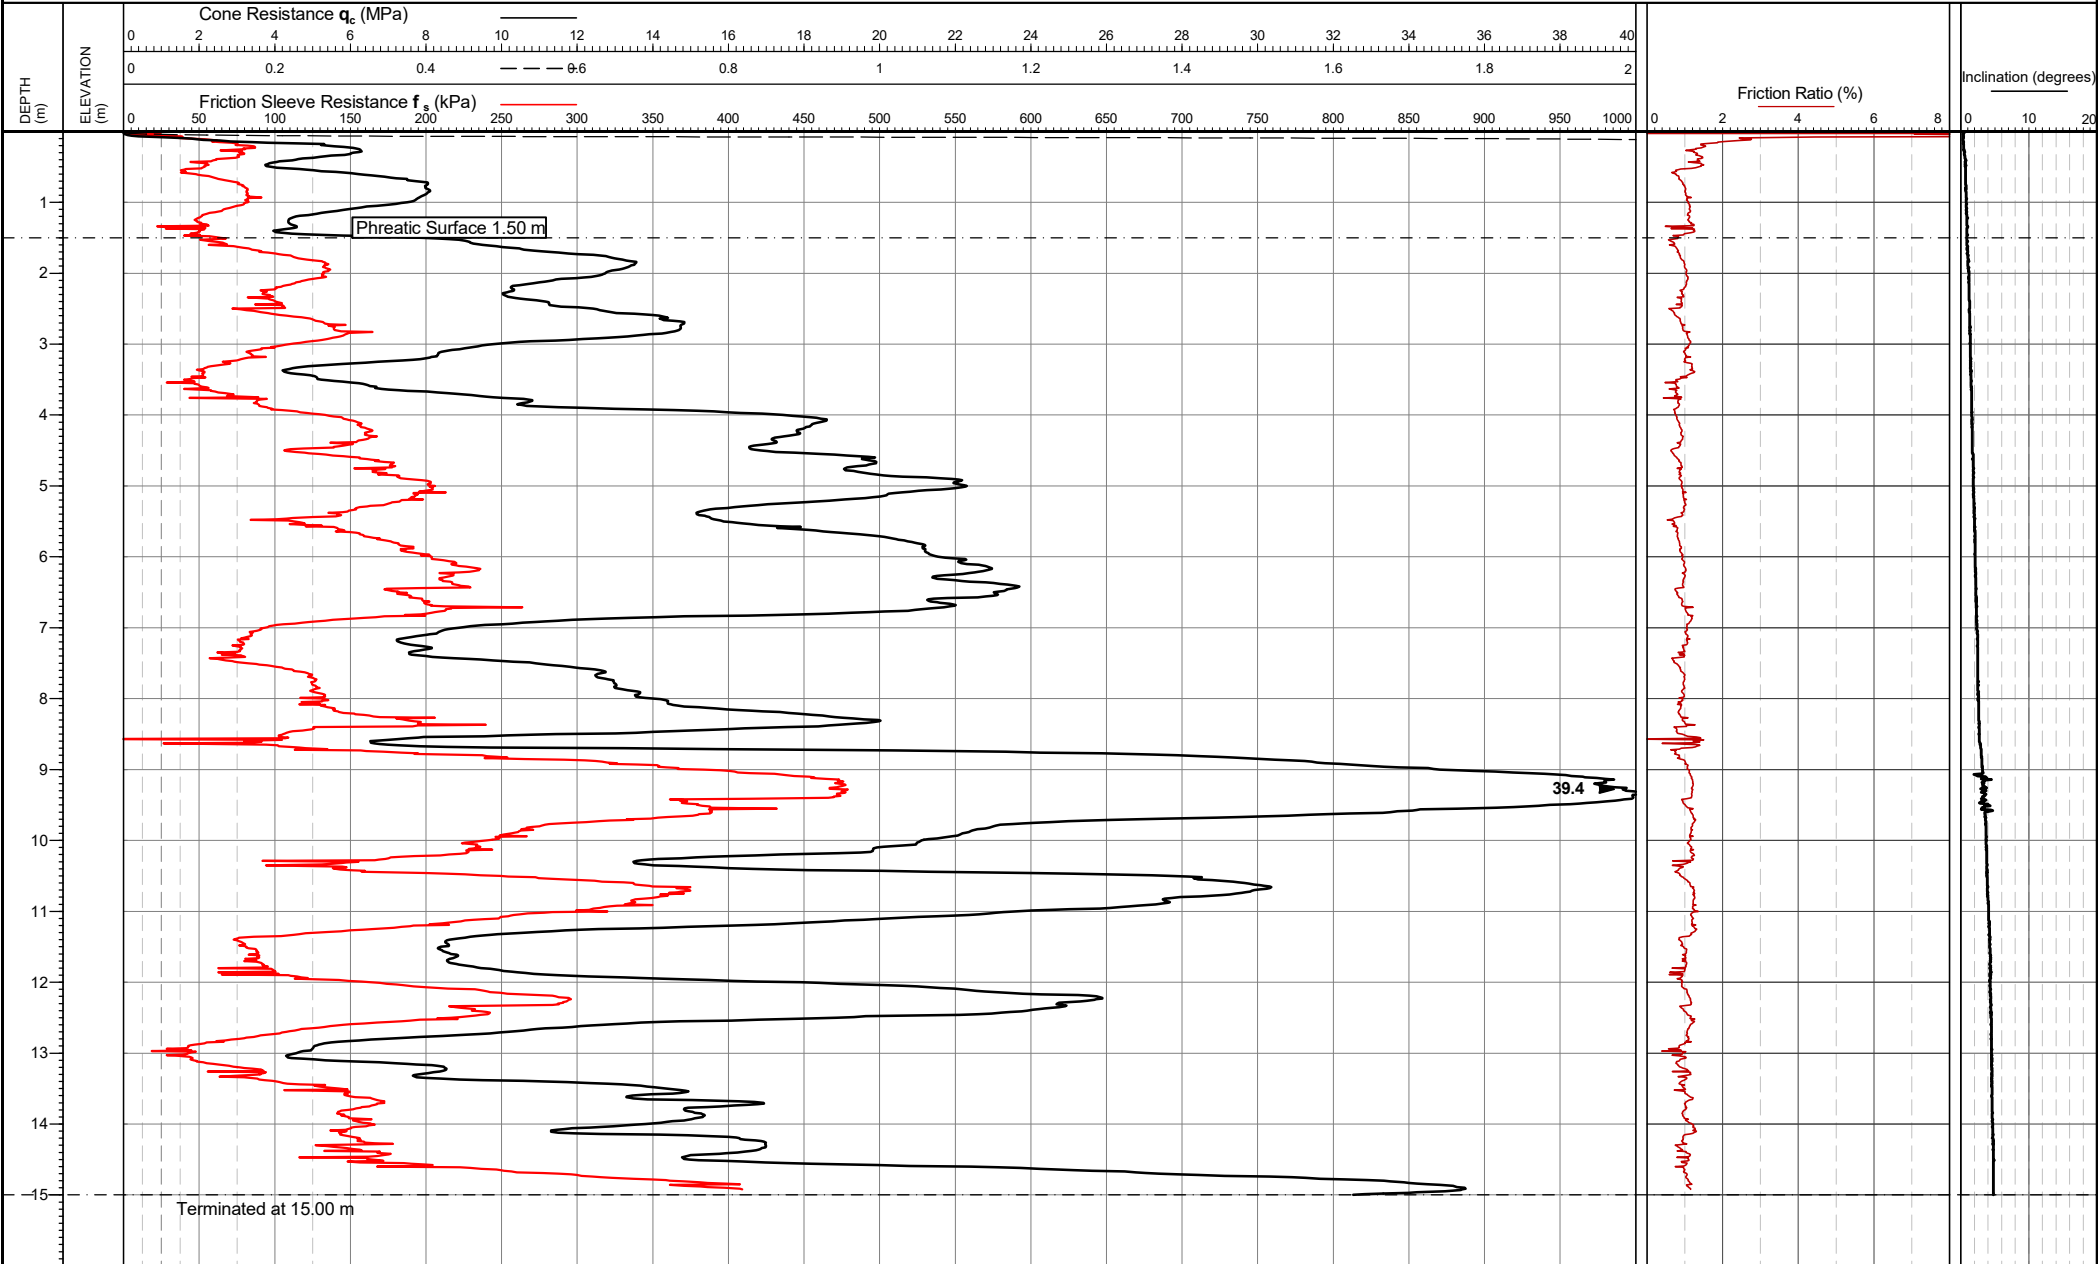 Cone Resistance qc (MPa)
0 2 4 6 8 10 12 14 16 18 20 22 24 26 28 30 32 34 36 38 40
0 0.2 0.4 0.6 0.8 1 1.2 1.4 1.6 1.8 2
Friction Sleeve Resistance f s (kPa)
0 50 100 150 200 250 300 350 400 450 500 550 600 650 700 750 800 850 900 950 1000
DEPTH
(m)
ELEVATION
(m)
Friction Ratio (%)
0 2 4 6 8
Inclination (degrees)
0 10 20
1
Phreatic Surface 1.50 m
2
3
4
5
6
7
8
9
39.4
10
11
12
13
14
15
Terminated at 15.00 m